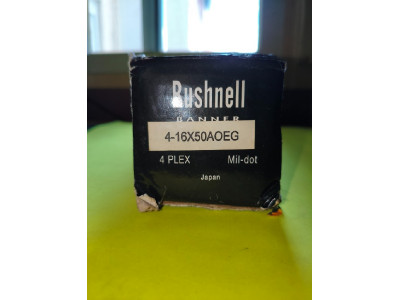 Bushnell
BANNER
4-16X50AOEG
4 PLEX Mil-dot
Japan